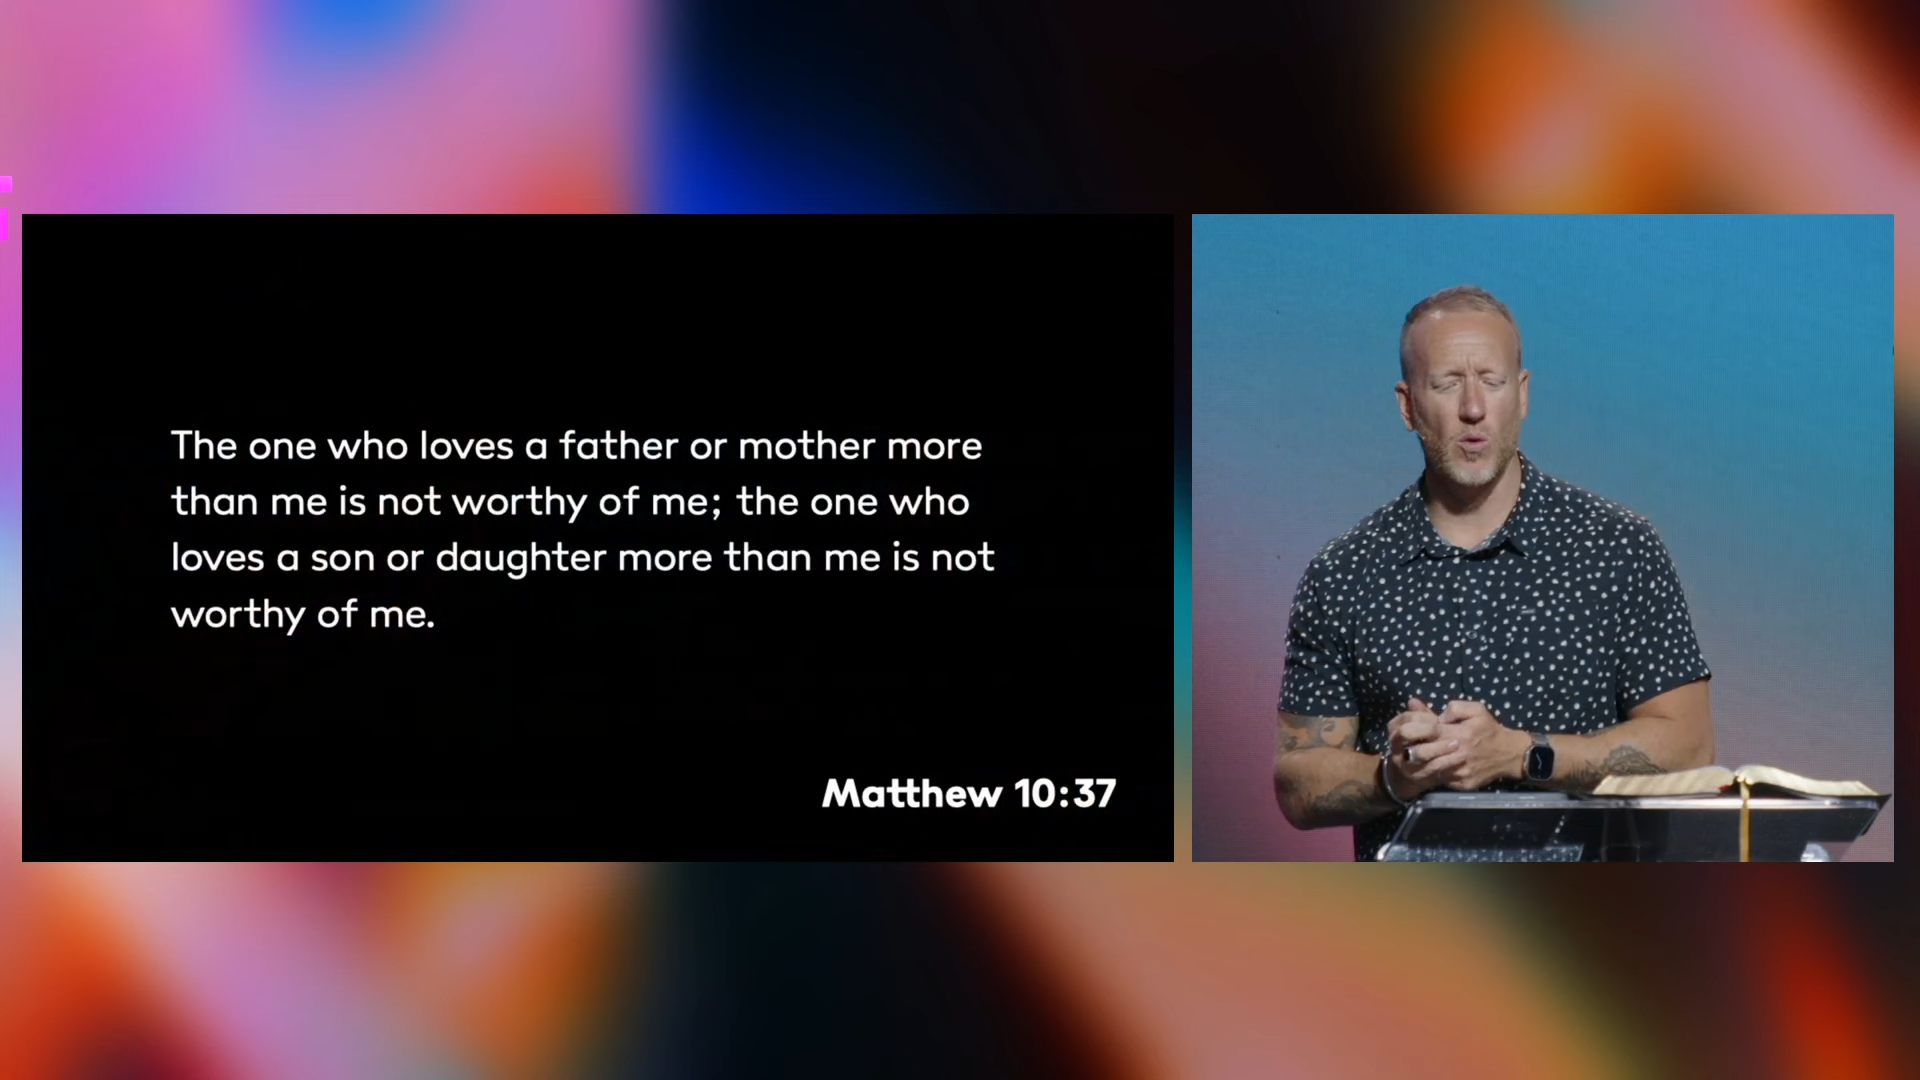 The one who loves a father or mother more
than me is not worthy of me; the one who
loves a son or daughter more than me is not
worthy of me.
Matthew 10:37